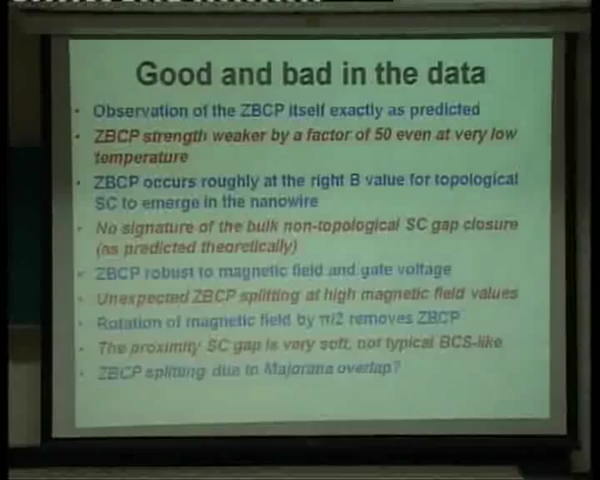 Good and bad in the data
• Observation of the ZBCP itself exactly as predicted
• ZBCP strength weaker by a factor of 50 even at very low
temperature
• ZBCP occurs roughly at the right B value for topological
SC to emerge in the nanowire
• No signature of the bulk non-topological SC gap closure
(as predicted theoretically)
• ZBCP robust to magnetic field and gate voltage
• Unexpected ZBCP splitting at high magnetic field values
• Rotation of magnetic field by π/2 removes ZBCP
• The proximity SC gap is very soft, not typical BCS-like
• ZBCP splitting due to Majorana overlap?